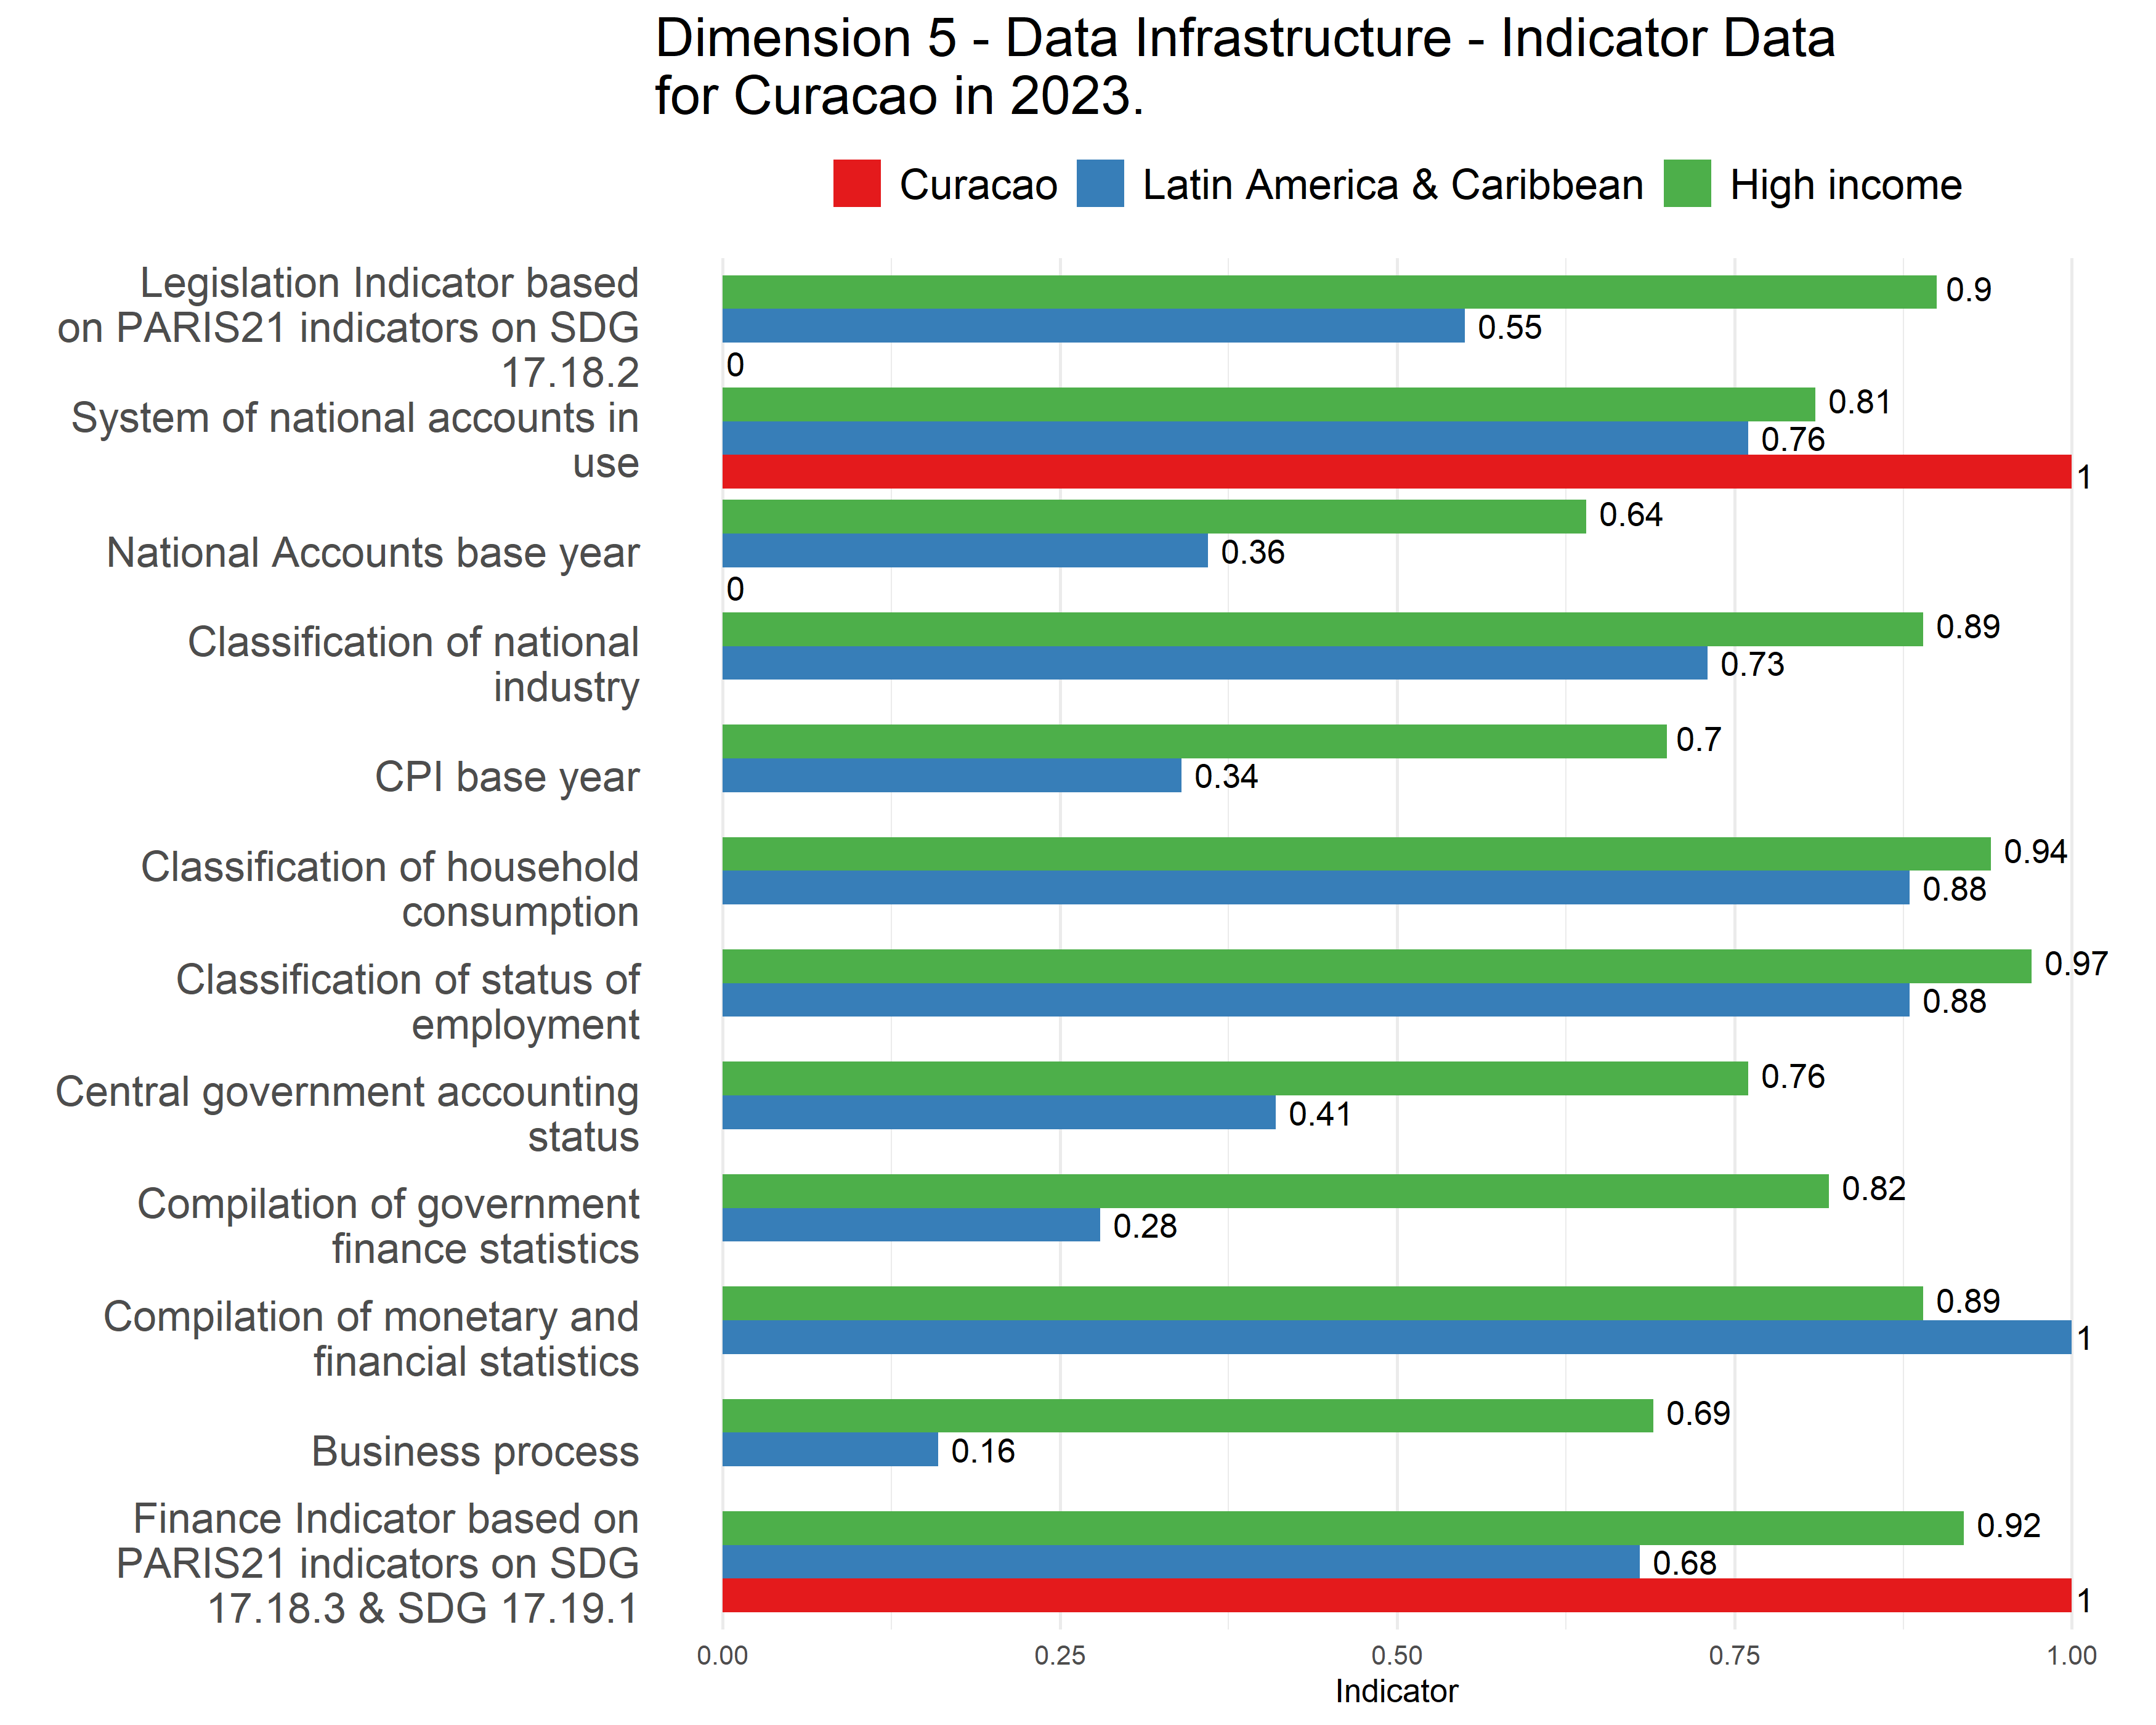 Dimension 5 - Data Infrastructure - Indicator Data
for Curacao in 2023.
Curacao
Latin America & Caribbean
High income
Legislation Indicator based
on PARIS21 indicators on SDG
17.18.2
0.9
0.55
0
System of national accounts in
use
0.81
0.76
1
National Accounts base year
0.64
0.36
0
Classification of national
industry
0.89
0.73
CPI base year
0.7
0.34
Classification of household
consumption
0.94
0.88
Classification of status of
employment
0.97
0.88
Central government accounting
status
0.76
0.41
Compilation of government
finance statistics
0.82
0.28
Compilation of monetary and
financial statistics
0.89
1
Business process
0.69
0.16
Finance Indicator based on
PARIS21 indicators on SDG
17.18.3 & SDG 17.19.1
0.92
0.68
1
0.00
0.25
0.50
0.75
1.00
Indicator